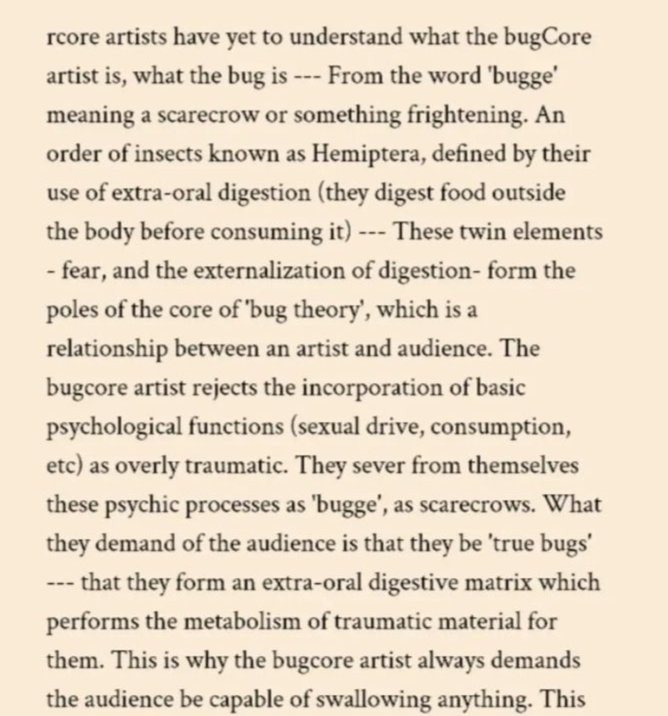 rcore artists have yet to understand what the bugCore
artist is, what the bug is --- From the word 'bugge'
meaning a scarecrow or something frightening. An
order of insects known as Hemiptera, defined by their
use of extra-oral digestion (they digest food outside
the body before consuming it) --- These twin elements
- fear, and the externalization of digestion- form the
poles of the core of 'bug theory', which is a
relationship between an artist and audience. The
bugcore artist rejects the incorporation of basic
psychological functions (sexual drive, consumption,
etc) as overly traumatic. They sever from themselves
these psychic processes as 'bugge', as scarecrows. What
they demand of the audience is that they be 'true bugs'
--- that they form an extra-oral digestive matrix which
performs the metabolism of traumatic material for
them. This is why the bugcore artist always demands
the audience be capable of swallowing anything. This